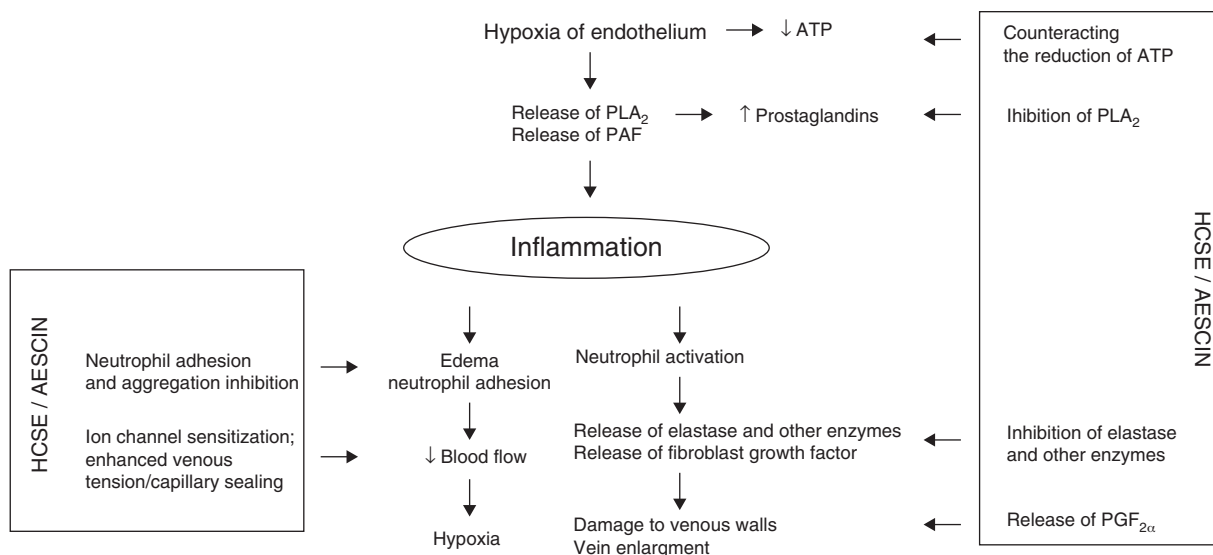 Hypoxia of endothelium
↓ ATP
Counteracting
the reduction of ATP
Release of PLA₂
Release of PAF
↑ Prostaglandins
Ihibition of PLA₂
Inflammation
HCSE / AESCIN
HCSE / AESCIN
Neutrophil adhesion
and aggregation inhibition
Edema
neutrophil adhesion
Neutrophil activation
Ion channel sensitization;
enhanced venous
tension/capillary sealing
↓ Blood flow
Release of elastase and other enzymes
Release of fibroblast growth factor
Inhibition of elastase
and other enzymes
Hypoxia
Damage to venous walls
Vein enlargment
Release of PGF₂α